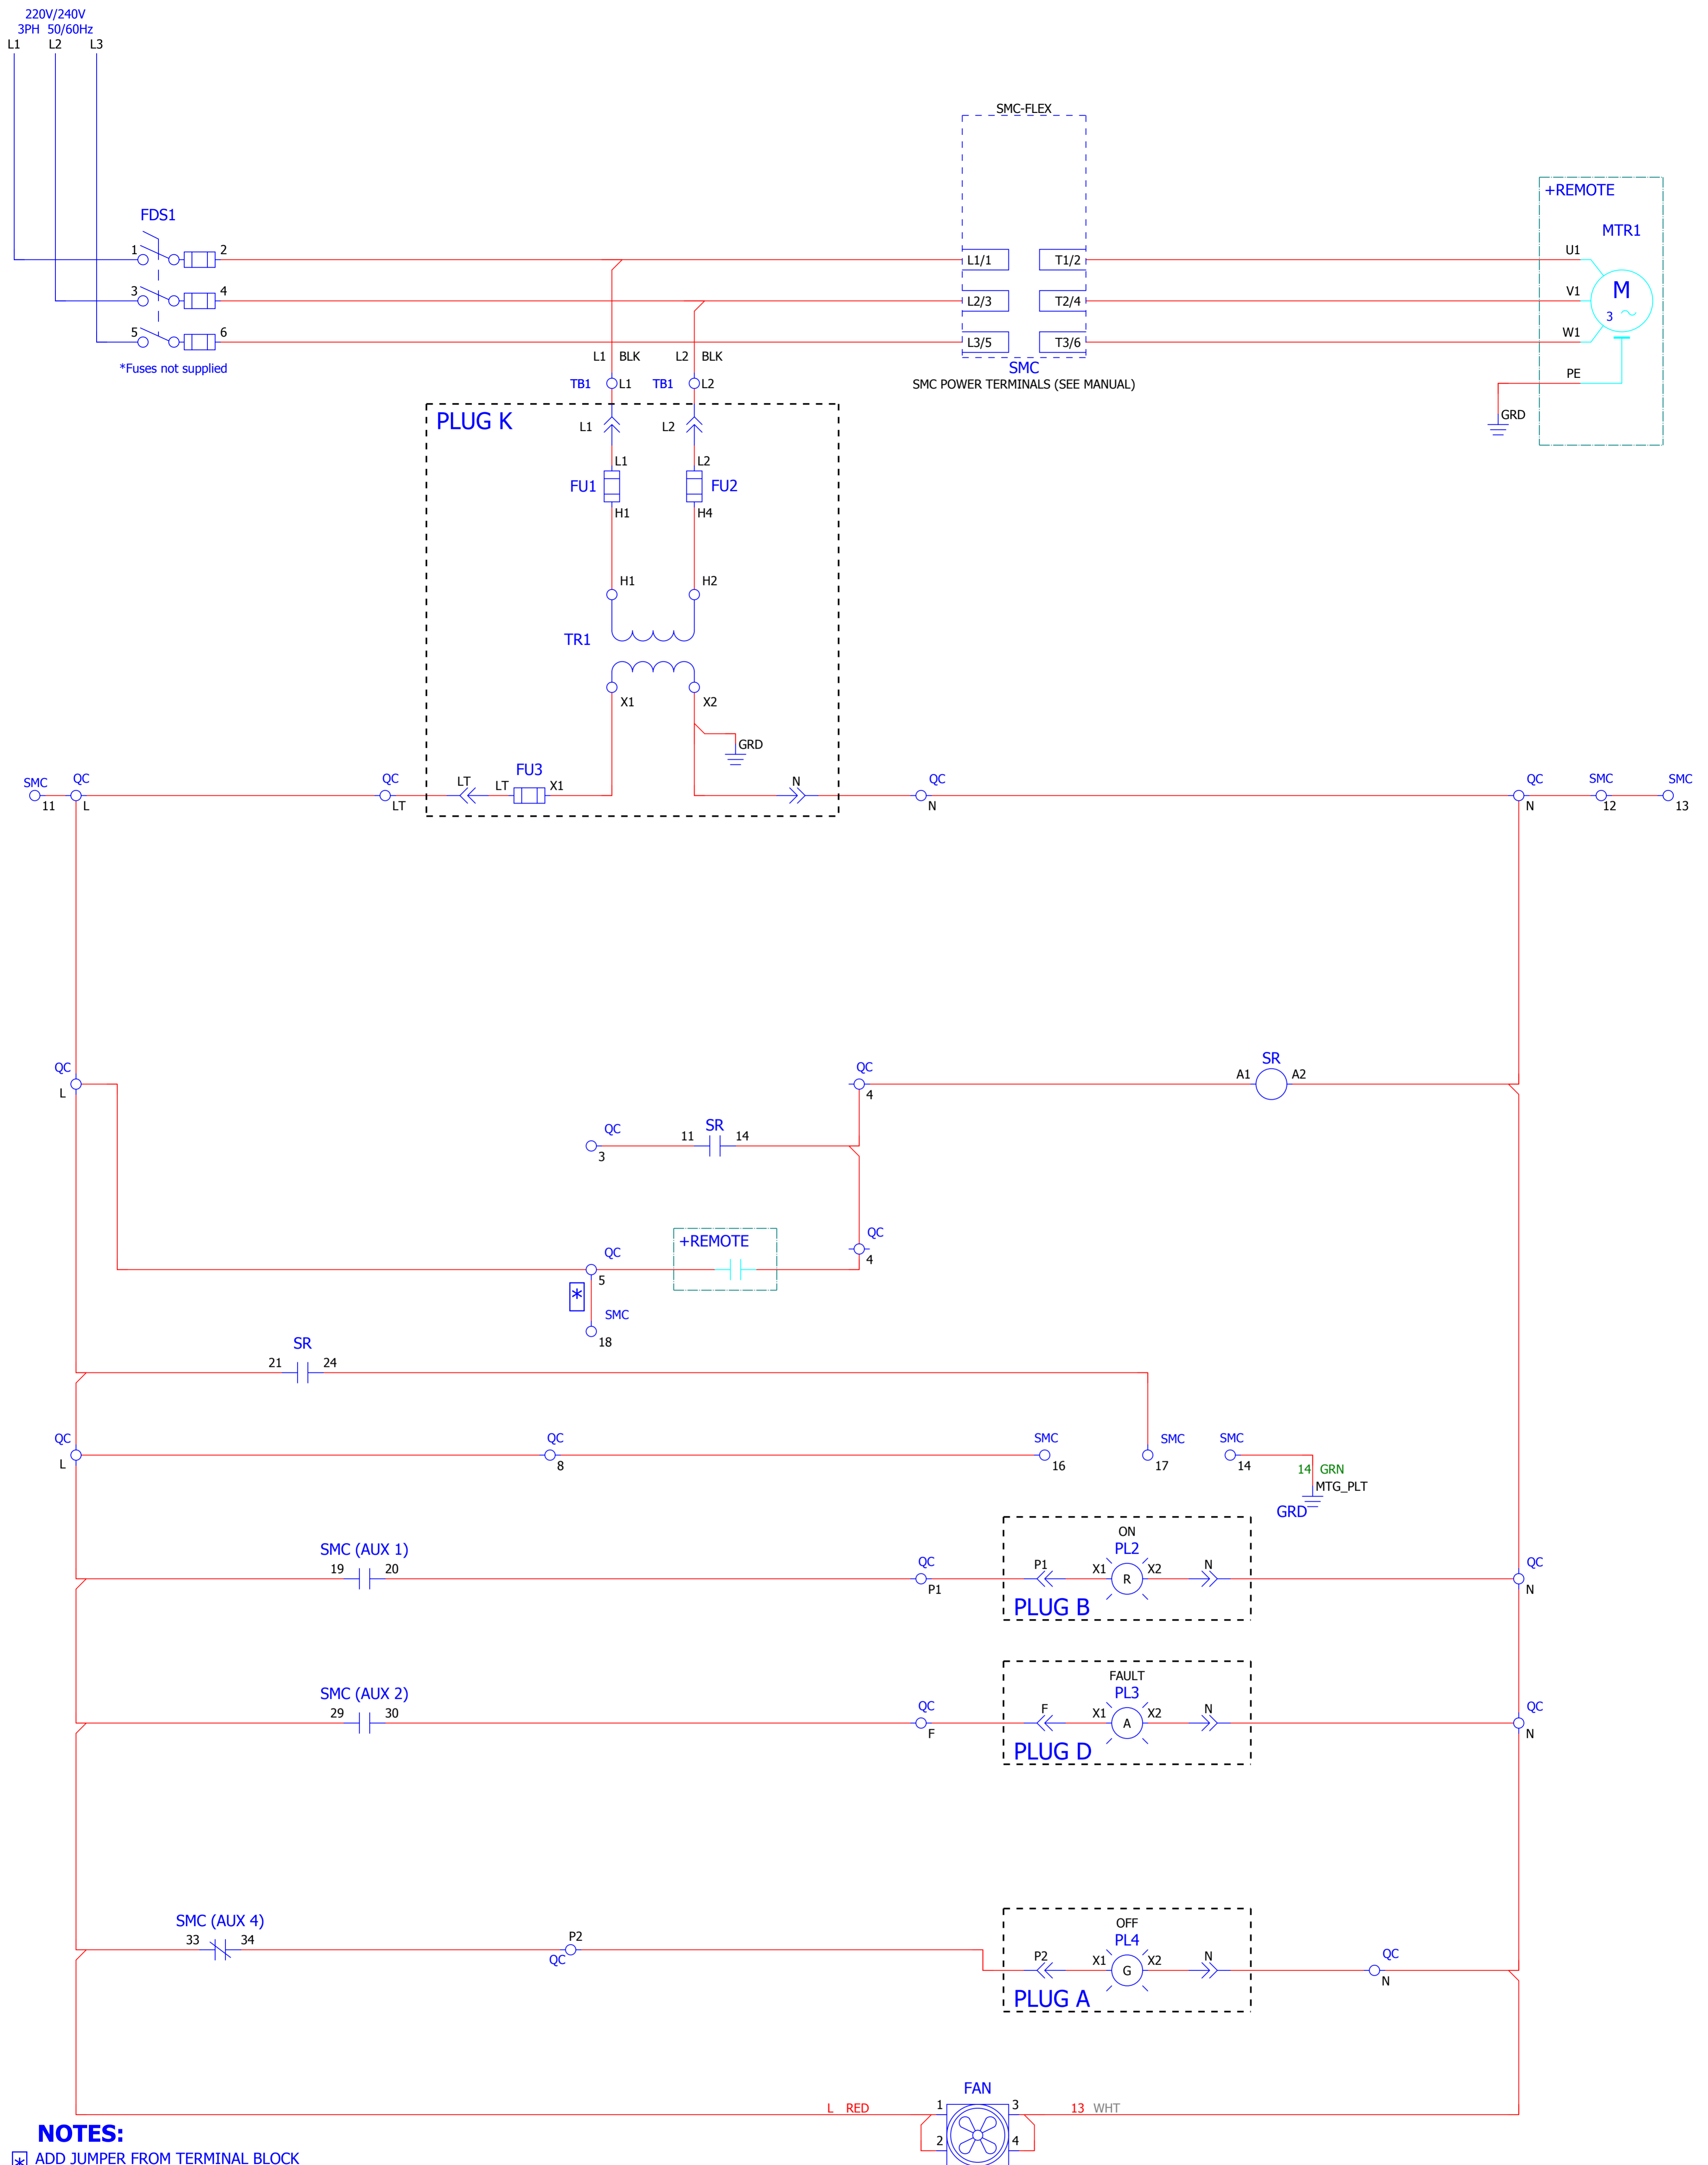 220V/240V
3PH 50/60Hz
L1 L2 L3
SMC-FLEX
+REMOTE
FDS1
MTR1
1 2 L1/1 T1/2 U1
3 4 L2/3 T2/4 V1
M
3
5 6 L3/5 T3/6 W1
*Fuses not supplied
L1 BLK L2 BLK
SMC
SMC POWER TERMINALS (SEE MANUAL)
PE
TB1 L1 TB1 L2
GRD
PLUG K
L1 L2
L1 L2
FU1 FU2
H1 H4
H1 H2
TR1
X1 X2
GRD
FU3
SMC QC QC LT LT X1 N QC QC SMC SMC
11 L LT N N 12 13
QC QC SR
L 4 A1 A2
QC SR
3 11 14
QC +REMOTE QC
5 4
* SMC
18
SR
21 24
QC QC SMC SMC SMC
L 8 16 17 14
14 GRN
MTG_PLT
GRD
ON
SMC (AUX 1) PL2
19 20 QC P1 X1 R X2 N QC
P1 N
PLUG B
FAULT
SMC (AUX 2) PL3
29 30 QC F X1 A X2 N QC
F N
PLUG D
OFF
SMC (AUX 4) PL4
33 34 P2
QC
P2 X1 G X2 N QC
N
PLUG A
FAN
L RED 1 3 13 WHT
2 4
NOTES:
* ADD JUMPER FROM TERMINAL BLOCK